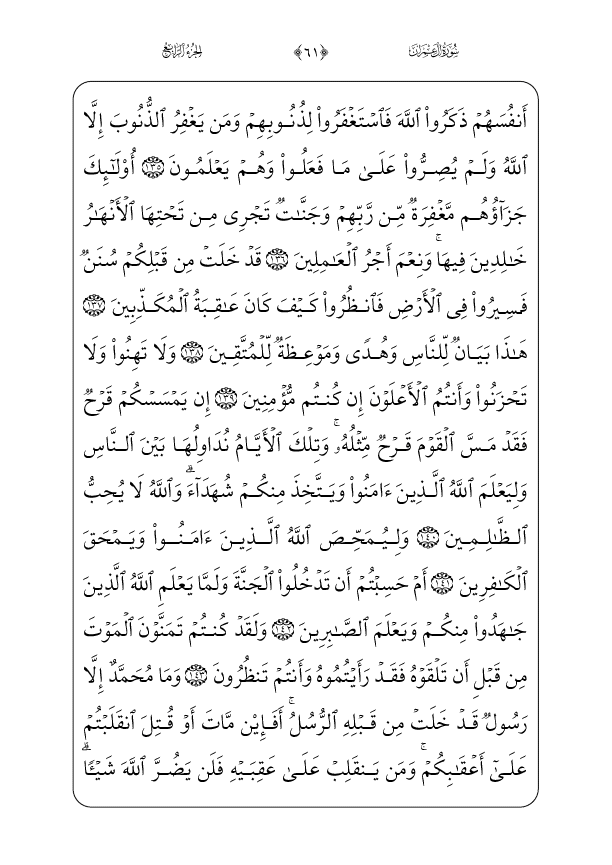 سُورَةُ آلِ عِمۡرَانَ ﴿٦١﴾ الجُزءُ الرَّابِعُ
أَنفُسَهُمۡ ذَكَرُواْ ٱللَّهَ فَٱسۡتَغۡفَرُواْ لِذُنُوبِهِمۡ وَمَن يَغۡفِرُ ٱلذُّنُوبَ إِلَّا
ٱللَّهُ وَلَمۡ يُصِرُّواْ عَلَىٰ مَا فَعَلُواْ وَهُمۡ يَعۡلَمُونَ ١٣٥ أُوْلَٰٓئِكَ
جَزَآؤُهُم مَّغۡفِرَةٞ مِّن رَّبِّهِمۡ وَجَنَّٰتٞ تَجۡرِي مِن تَحۡتِهَا ٱلۡأَنۡهَٰرُ
خَٰلِدِينَ فِيهَاۚ وَنِعۡمَ أَجۡرُ ٱلۡعَٰمِلِينَ ١٣٦ قَدۡ خَلَتۡ مِن قَبۡلِكُمۡ سُنَنٞ
فَسِيرُواْ فِي ٱلۡأَرۡضِ فَٱنظُرُواْ كَيۡفَ كَانَ عَٰقِبَةُ ٱلۡمُكَذِّبِينَ ١٣٧
هَٰذَا بَيَانٞ لِّلنَّاسِ وَهُدٗى وَمَوۡعِظَةٞ لِّلۡمُتَّقِينَ ١٣٨ وَلَا تَهِنُواْ وَلَا
تَحۡزَنُواْ وَأَنتُمُ ٱلۡأَعۡلَوۡنَ إِن كُنتُم مُّؤۡمِنِينَ ١٣٩ إِن يَمۡسَسۡكُمۡ قَرۡحٞ
فَقَدۡ مَسَّ ٱلۡقَوۡمَ قَرۡحٞ مِّثۡلُهُۥۚ وَتِلۡكَ ٱلۡأَيَّامُ نُدَاوِلُهَا بَيۡنَ ٱلنَّاسِ
وَلِيَعۡلَمَ ٱللَّهُ ٱلَّذِينَ ءَامَنُواْ وَيَتَّخِذَ مِنكُمۡ شُهَدَآءَۗ وَٱللَّهُ لَا يُحِبُّ
ٱلظَّٰلِمِينَ ١٤٠ وَلِيُمَحِّصَ ٱللَّهُ ٱلَّذِينَ ءَامَنُواْ وَيَمۡحَقَ
ٱلۡكَٰفِرِينَ ١٤١ أَمۡ حَسِبۡتُمۡ أَن تَدۡخُلُواْ ٱلۡجَنَّةَ وَلَمَّا يَعۡلَمِ ٱللَّهُ ٱلَّذِينَ
جَٰهَدُواْ مِنكُمۡ وَيَعۡلَمَ ٱلصَّٰبِرِينَ ١٤٢ وَلَقَدۡ كُنتُمۡ تَمَنَّوۡنَ ٱلۡمَوۡتَ
مِن قَبۡلِ أَن تَلۡقَوۡهُ فَقَدۡ رَأَيۡتُمُوهُ وَأَنتُمۡ تَنظُرُونَ ١٤٣ وَمَا مُحَمَّدٌ إِلَّا
رَسُولٞ قَدۡ خَلَتۡ مِن قَبۡلِهِ ٱلرُّسُلُۚ أَفَإِيْن مَّاتَ أَوۡ قُتِلَ ٱنقَلَبۡتُمۡ
عَلَىٰٓ أَعۡقَٰبِكُمۡۚ وَمَن يَنقَلِبۡ عَلَىٰ عَقِبَيۡهِ فَلَن يَضُرَّ ٱللَّهَ شَيۡـٔٗاۗ